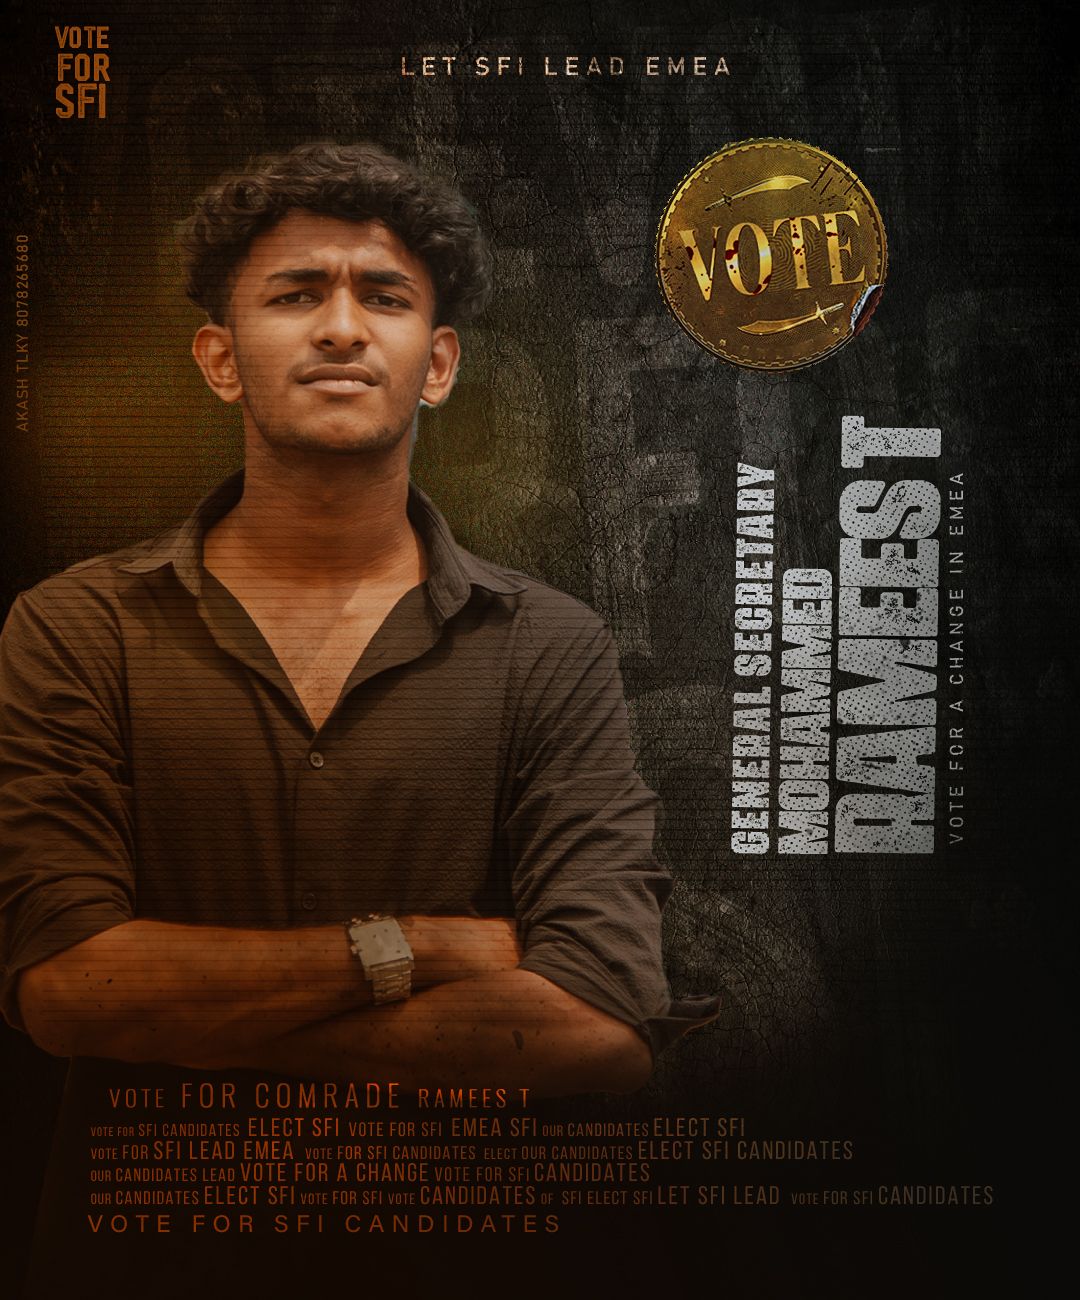 VOTE
FOR
SFI
LET SFI LEAD EMEA
AKASH TLKY 8078265680
VOTE
GENERAL SECRETARY
MOHAMMED
RAMEES T
VOTE FOR A CHANGE IN EMEA
VOTE FOR COMRADE RAMEES T
VOTE FOR SFI CANDIDATES ELECT SFI VOTE FOR SFI EMEA SFI OUR CANDIDATES ELECT SFI
VOTE FOR SFI LEAD EMEA VOTE FOR SFI CANDIDATES ELECT OUR CANDIDATES ELECT SFI CANDIDATES
OUR CANDIDATES LEAD VOTE FOR A CHANGE VOTE FOR SFI CANDIDATES
OUR CANDIDATES ELECT SFI VOTE FOR SFI VOTE CANDIDATES OF SFI ELECT SFI LET SFI LEAD VOTE FOR SFI CANDIDATES
VOTE FOR SFI CANDIDATES